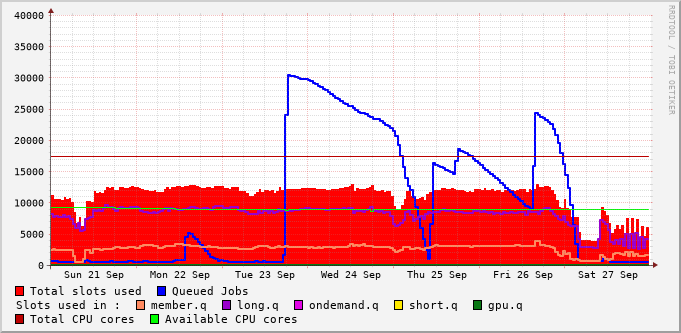 40000
35000
30000
25000
20000
15000
10000
5000
0
Sun 21 Sep Mon 22 Sep Tue 23 Sep Wed 24 Sep Thu 25 Sep Fri 26 Sep Sat 27 Sep
Total slots used Queued Jobs
Slots used in : member.q long.q ondemand.q short.q gpu.q
Total CPU cores Available CPU cores
RRDTOOL / TOBI OETIKER